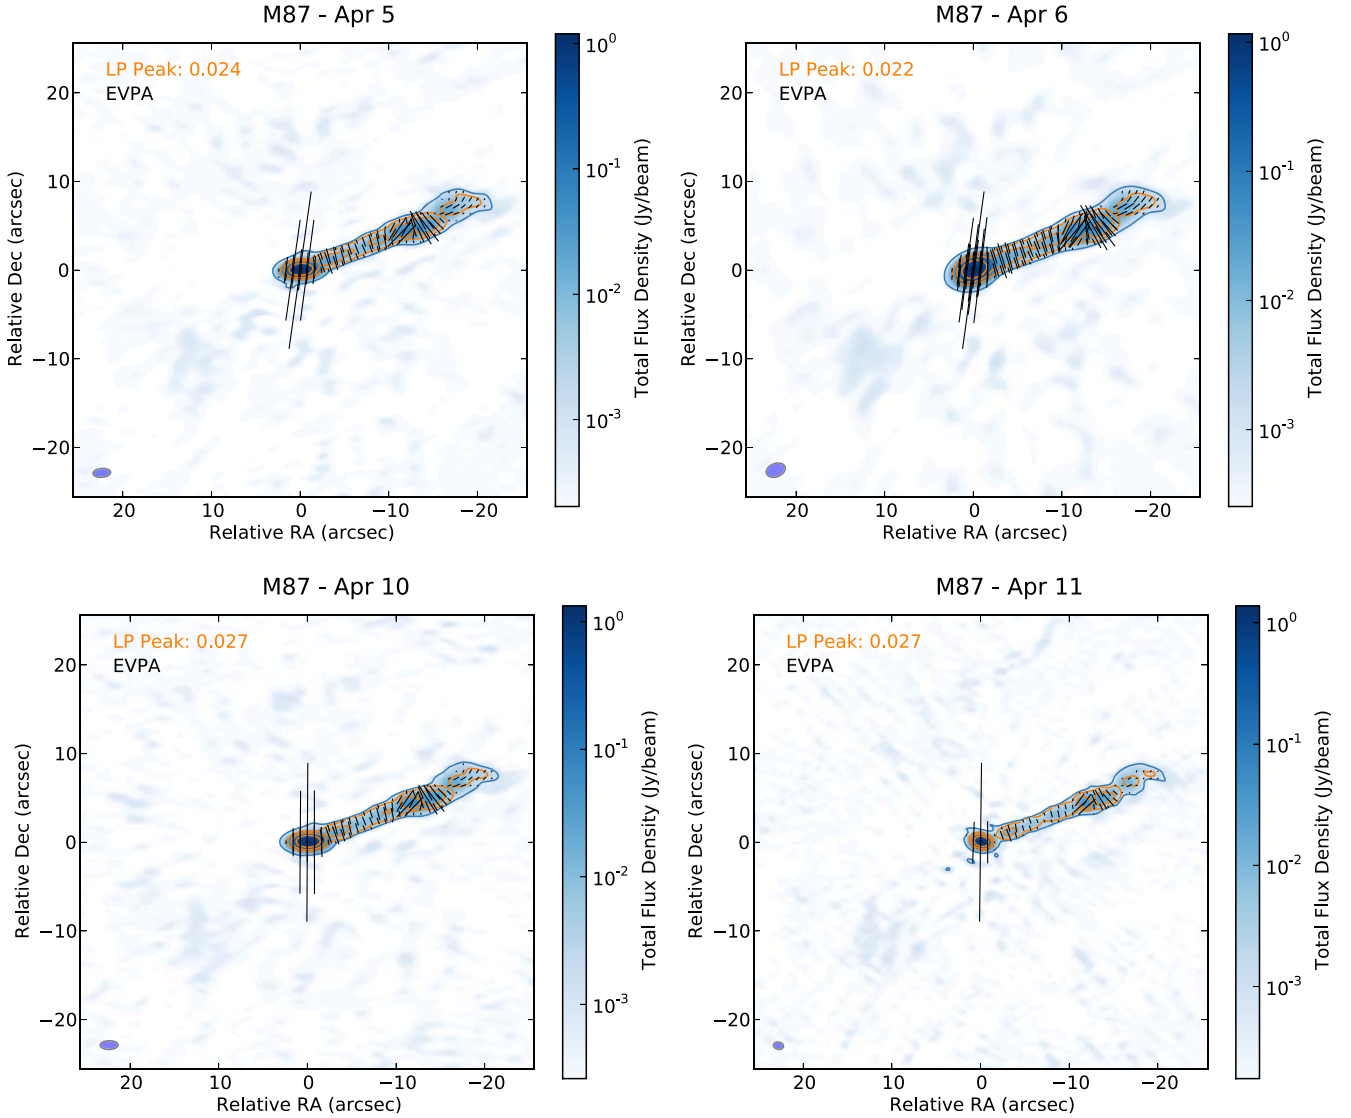 M87 - Apr 5
LP Peak: 0.024
EVPA
20
10
0
−10
−20
Relative Dec (arcsec)
20
10
0
−10
−20
Relative RA (arcsec)
10^0
10^-1
10^-2
10^-3
Total Flux Density (Jy/beam)
M87 - Apr 6
LP Peak: 0.022
EVPA
20
10
0
−10
−20
Relative Dec (arcsec)
20
10
0
−10
−20
Relative RA (arcsec)
10^0
10^-1
10^-2
10^-3
Total Flux Density (Jy/beam)
M87 - Apr 10
LP Peak: 0.027
EVPA
20
10
0
−10
−20
Relative Dec (arcsec)
20
10
0
−10
−20
Relative RA (arcsec)
10^0
10^-1
10^-2
10^-3
Total Flux Density (Jy/beam)
M87 - Apr 11
LP Peak: 0.027
EVPA
20
10
0
−10
−20
Relative Dec (arcsec)
20
10
0
−10
−20
Relative RA (arcsec)
10^0
10^-1
10^-2
10^-3
Total Flux Density (Jy/beam)